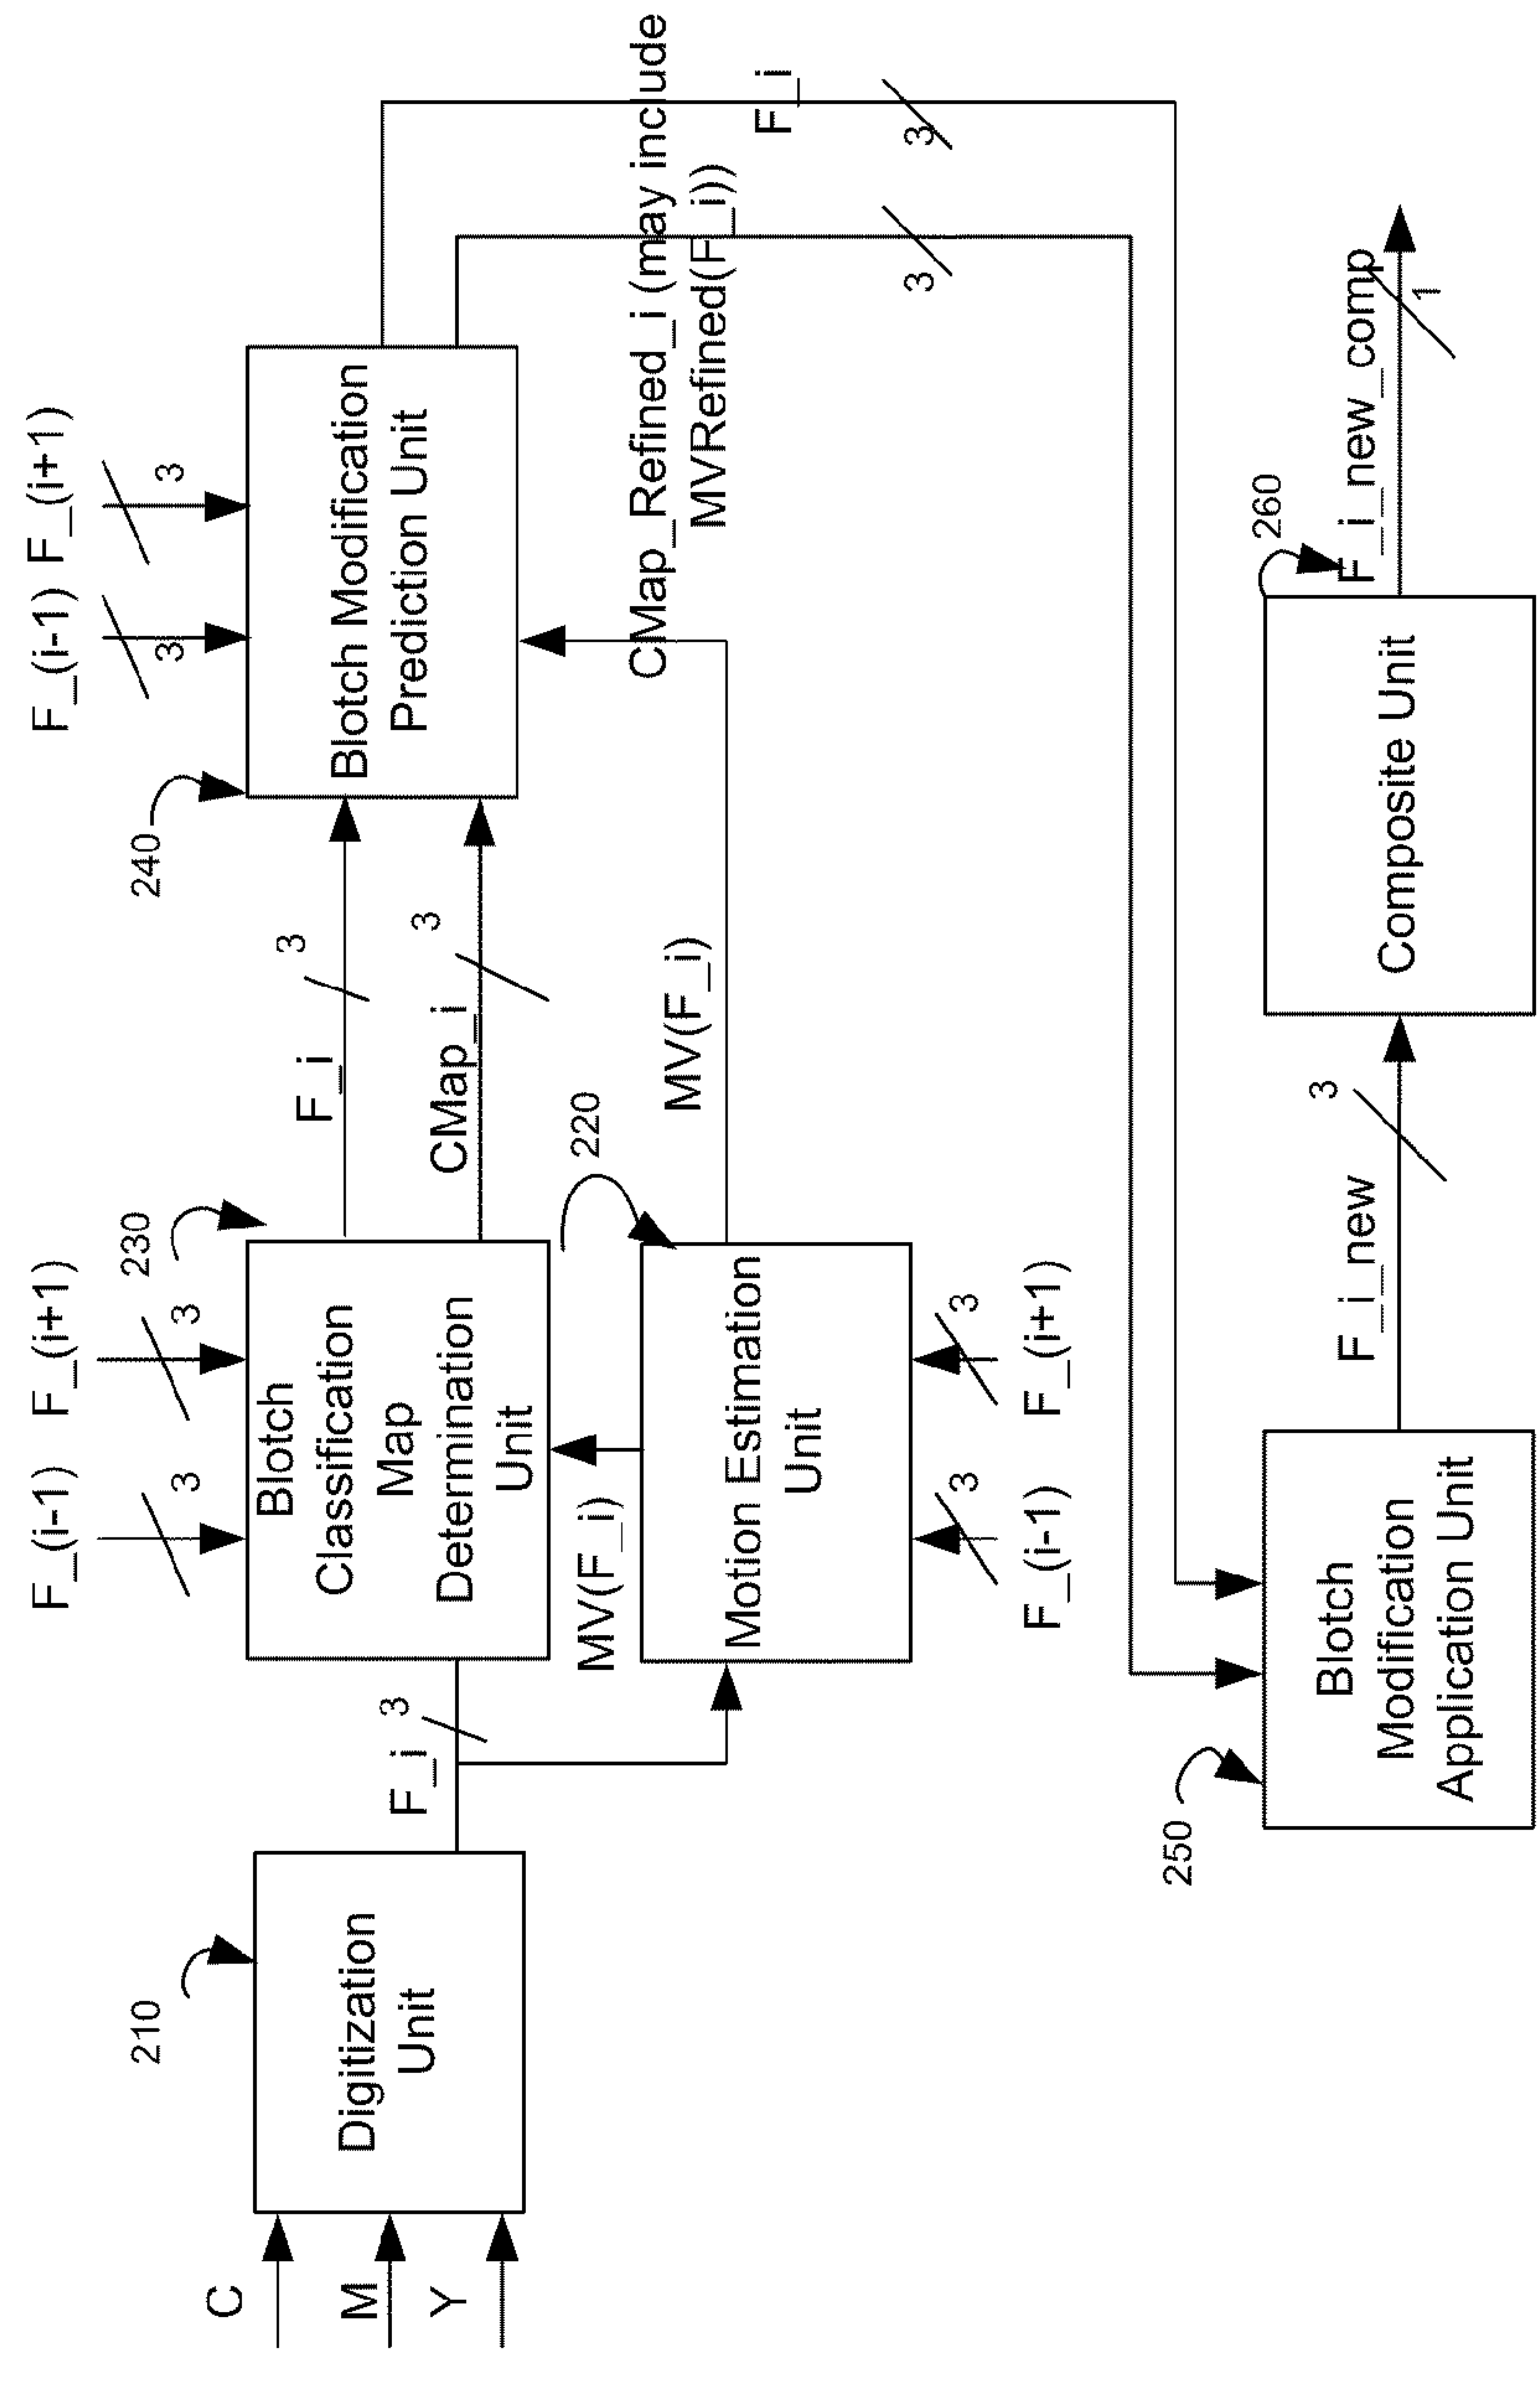 C
M
Y
210
Digitization
Unit
F_i
3
F_(i-1)
3
F_(i+1)
3
230
Blotch
Classification
Map
Determination
Unit
MV(F_i)
220
Motion Estimation
Unit
3
F_(i-1)
3
F_(i+1)
F_i
3
CMap_i
3
MV(F_i)
240
F_(i-1)
3
F_(i+1)
3
Blotch Modification
Prediction Unit
CMap_Refined_i (may include
MVRefined(F_i))
3
F_i
3
250
Blotch
Modification
Application Unit
F_i_new
3
260
Composite Unit
F_i_new_comp
1